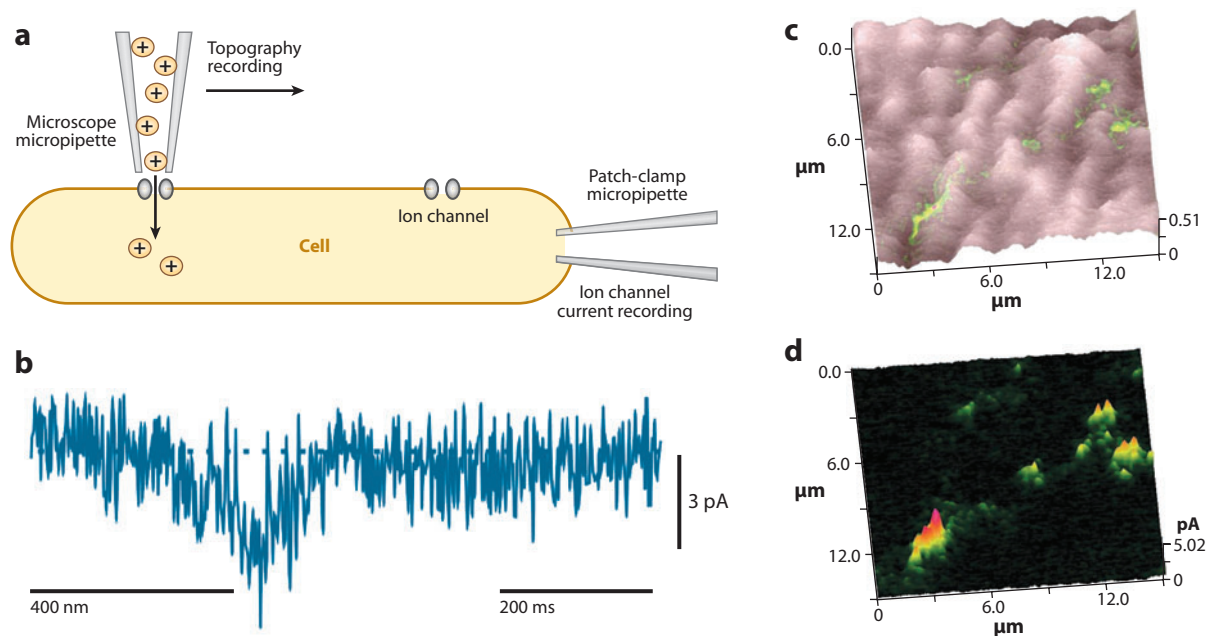 a
Topography
recording
Microscope
micropipette
+
+
+
+
+
+
+
Ion channel
Cell
Patch-clamp
micropipette
Ion channel
current recording
b
3 pA
400 nm
200 ms
c
0.0
6.0
µm
12.0
0.51
0
0
6.0
12.0
µm
d
0.0
6.0
µm
12.0
pA
5.02
0
0
6.0
12.0
µm